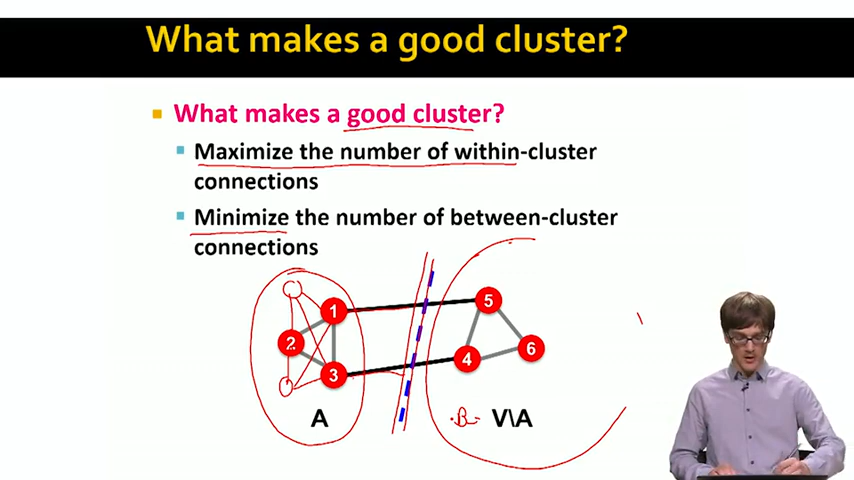 What makes a good cluster?
What makes a good cluster?
Maximize the number of within-cluster
connections
Minimize the number of between-cluster
connections
1
5
2
6
4
3
A
B
V\A